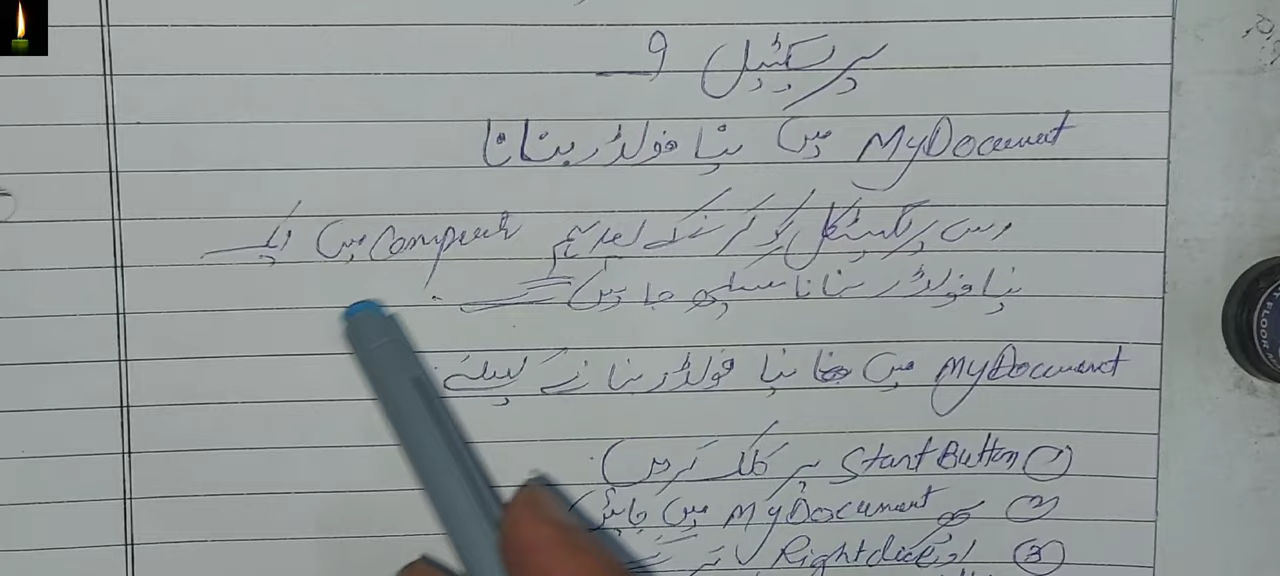 پریکٹیکل 9
MyDocument میں نیا فولڈر بنانا
اس پریکٹیکل کو کرنے کے بعد ہم Computer میں ایک
نیا فولڈر بنانا سیکھ جائیں گے۔
MyDocument میں نیا فولڈر بنانے کیلئے
① Start Button پر کلک کریں
② MyDocument میں جائیں
③ Right click